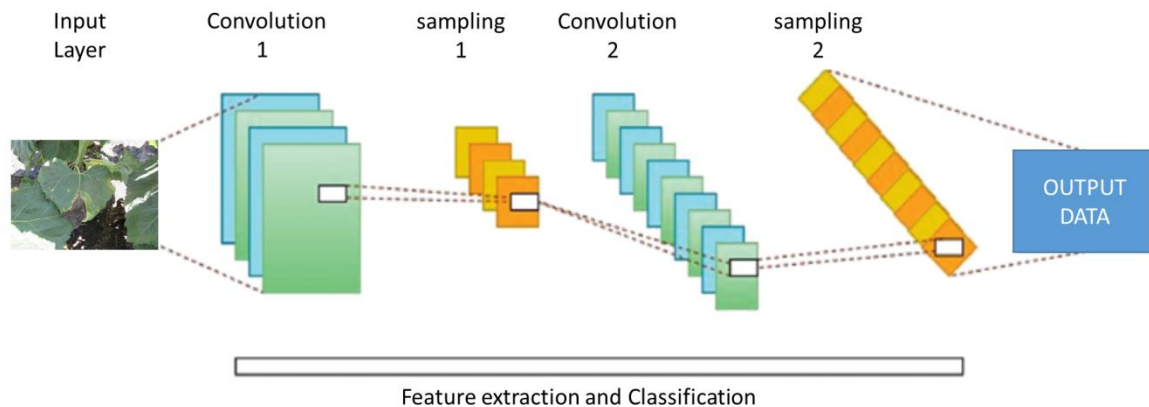 Input
Layer
Convolution
1
sampling
1
Convolution
2
sampling
2
OUTPUT
DATA
Feature extraction and Classification